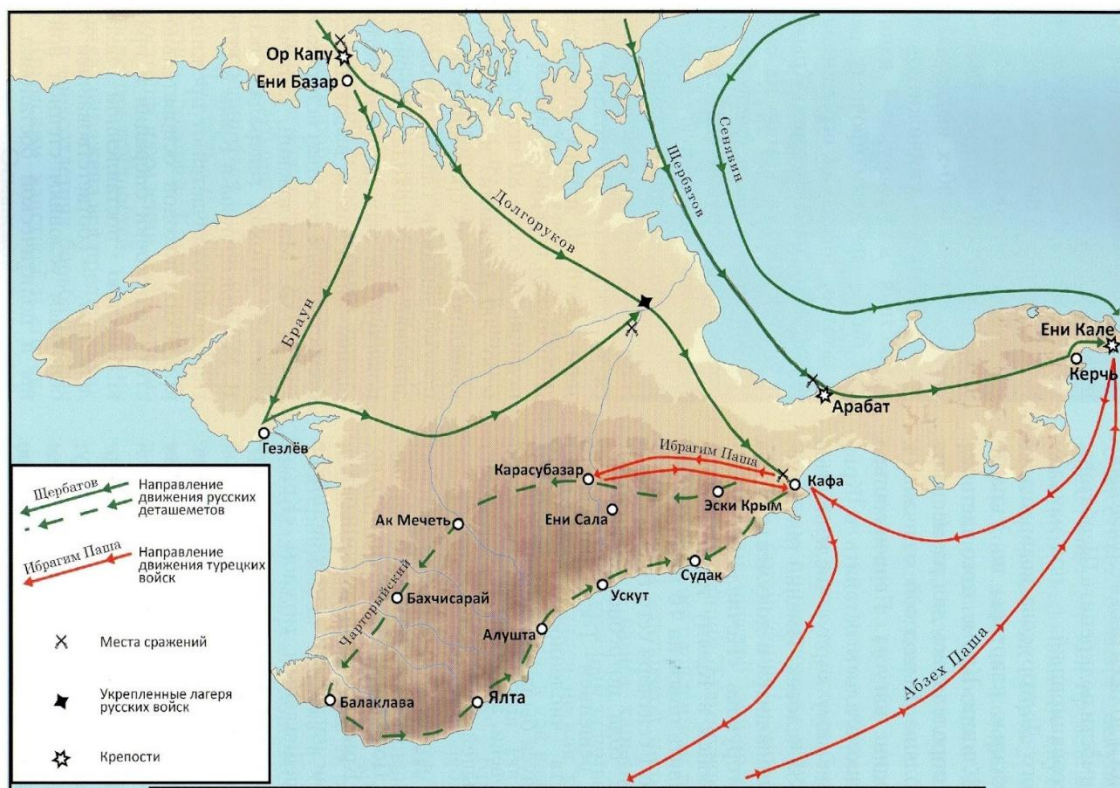 Ор Капу
Ени Базар
Сенявин
Щербатов
Долгоруков
Браун
Ени Кале
Керчь
Арабат
Гезлёв
Ибрагим Паша
Карасубазар
Кафа
Эски Крым
Ени Сала
Ак Мечеть
Судак
Ускут
Чарторыйский
Бахчисарай
Алушта
Балаклава
Ялта
Абзех Паша
Щербатов
Направление
движения русских
деташеметов
Ибрагим Паша
Направление
движения турецких
войск
Места сражений
Укрепленные лагеря
русских войск
Крепости